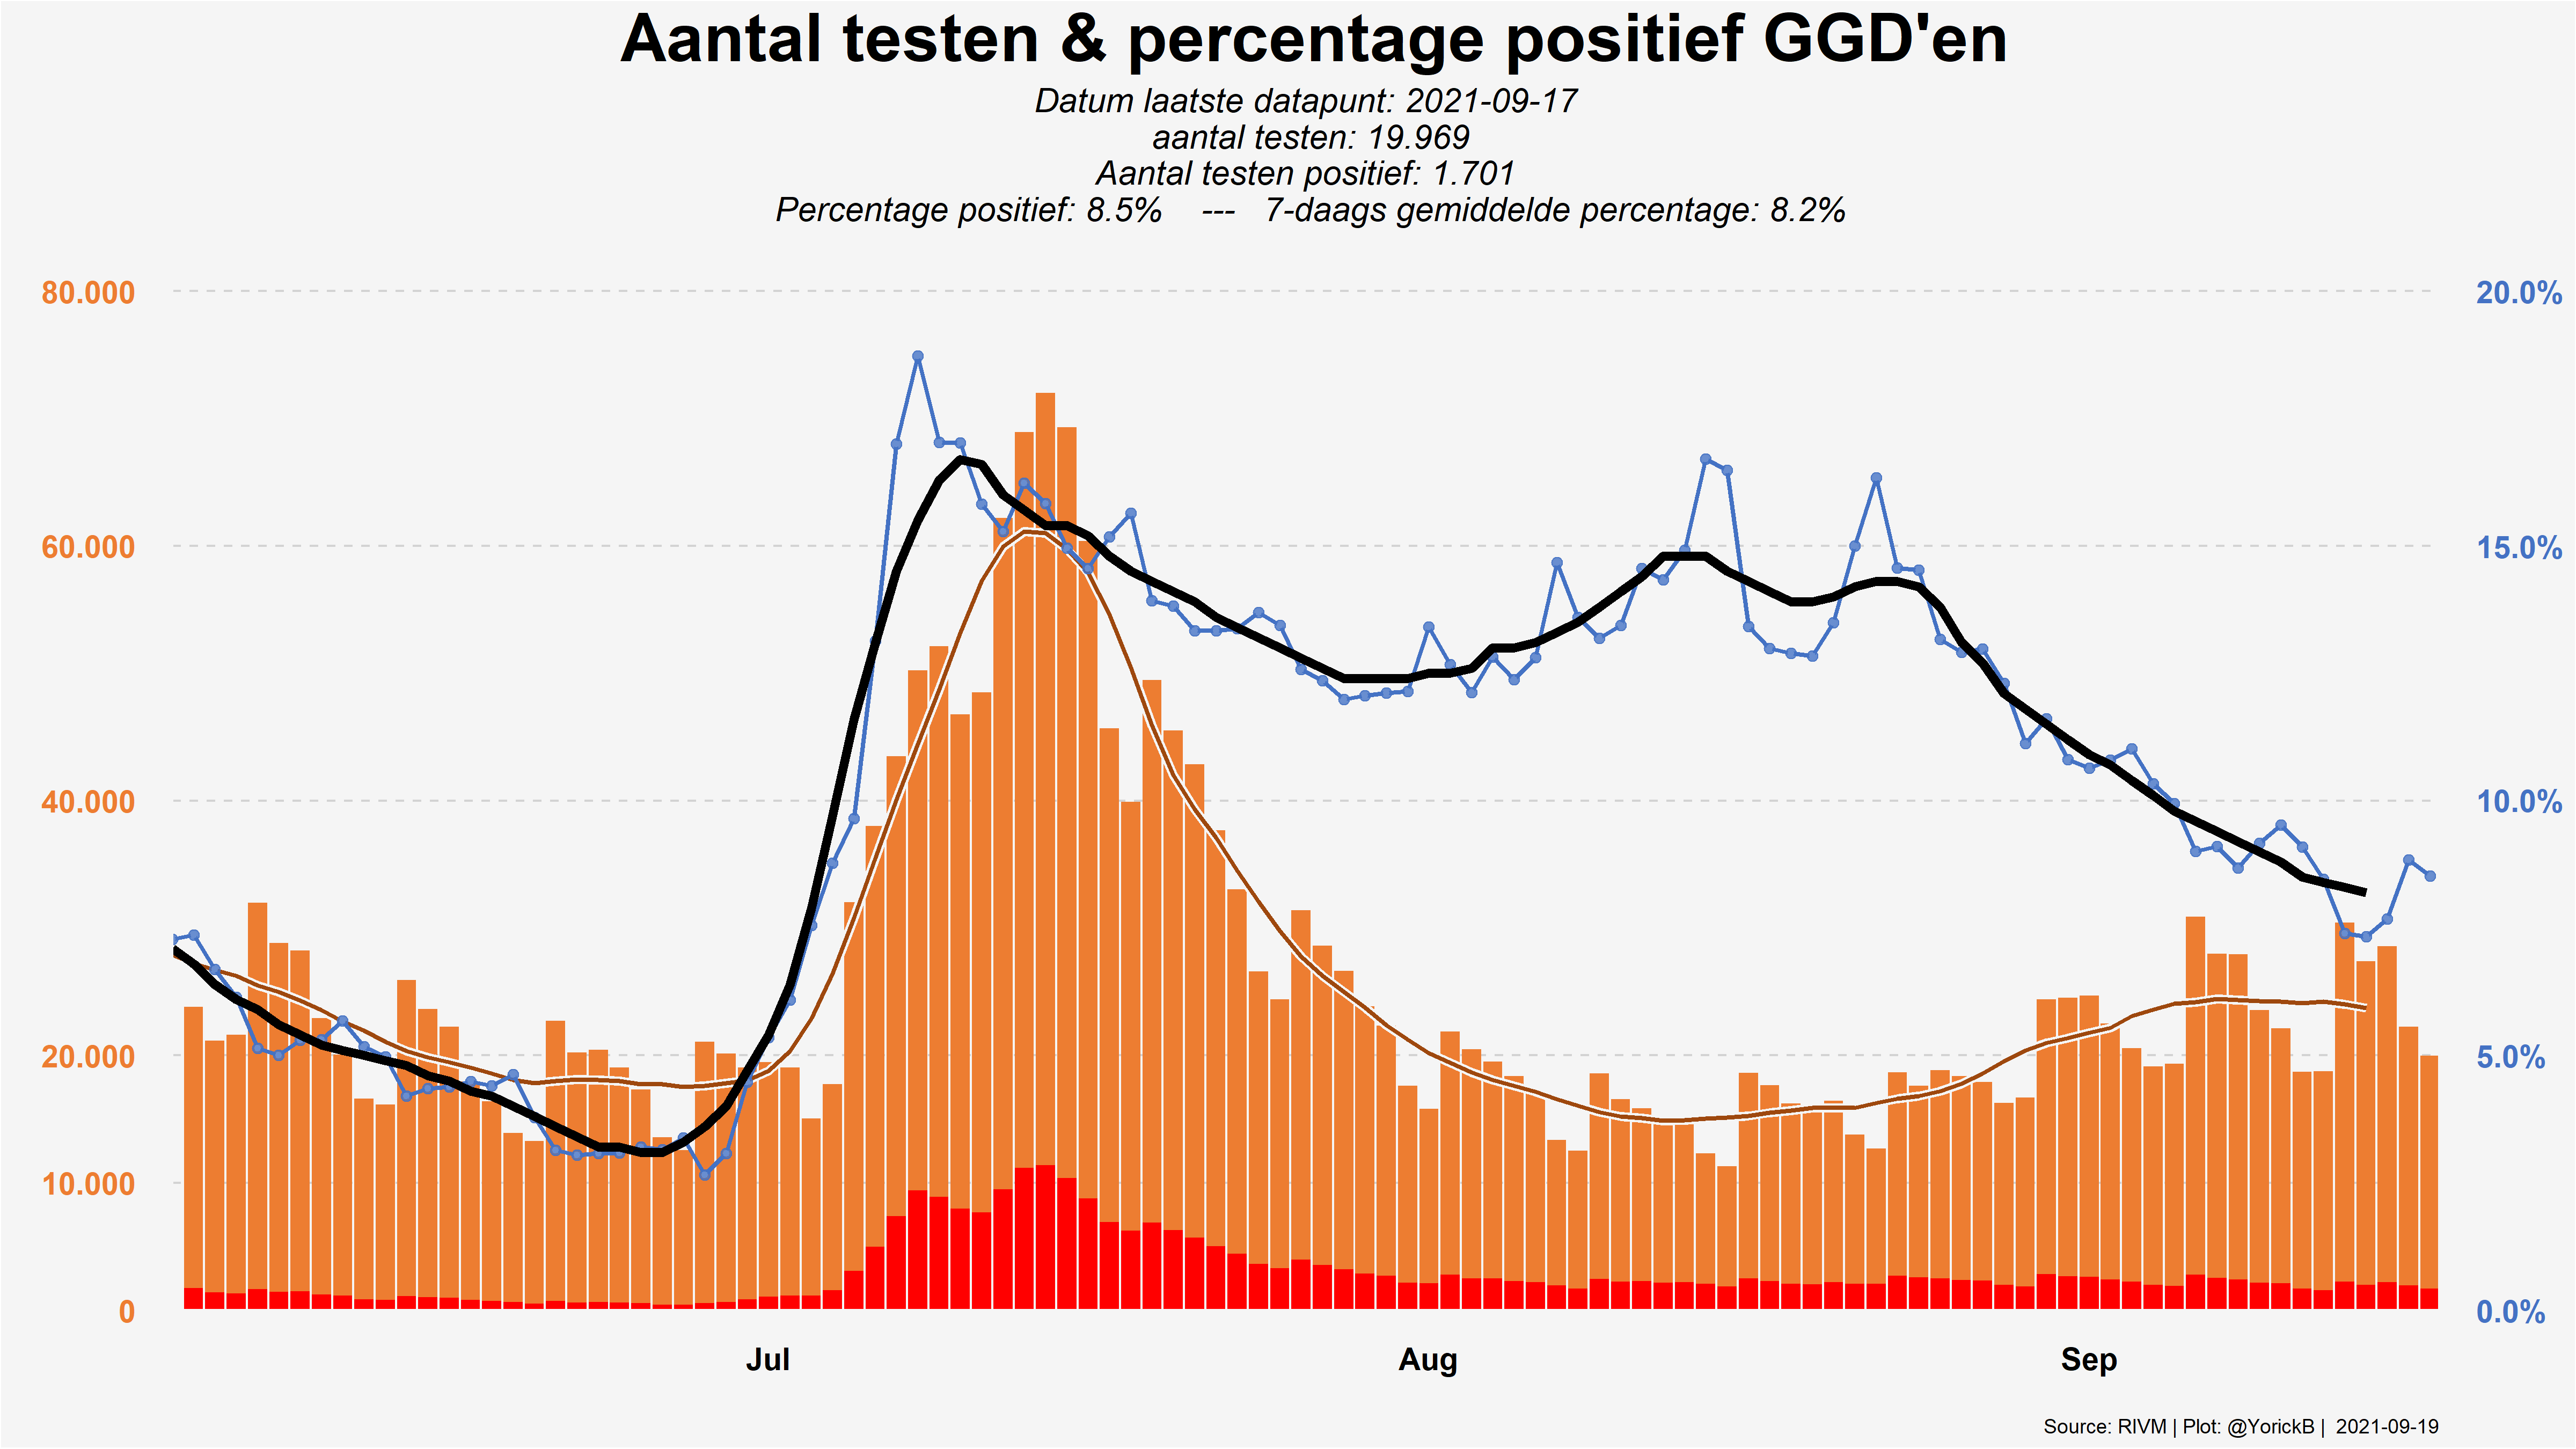 Aantal testen & percentage positief GGD'en
Datum laatste datapunt: 2021-09-17
aantal testen: 19.969
Aantal testen positief: 1.701
Percentage positief: 8.5% --- 7-daags gemiddelde percentage: 8.2%
80.000
20.0%
60.000
15.0%
40.000
10.0%
20.000
5.0%
10.000
0
0.0%
Jul
Aug
Sep
Source: RIVM | Plot: @YorickB | 2021-09-19